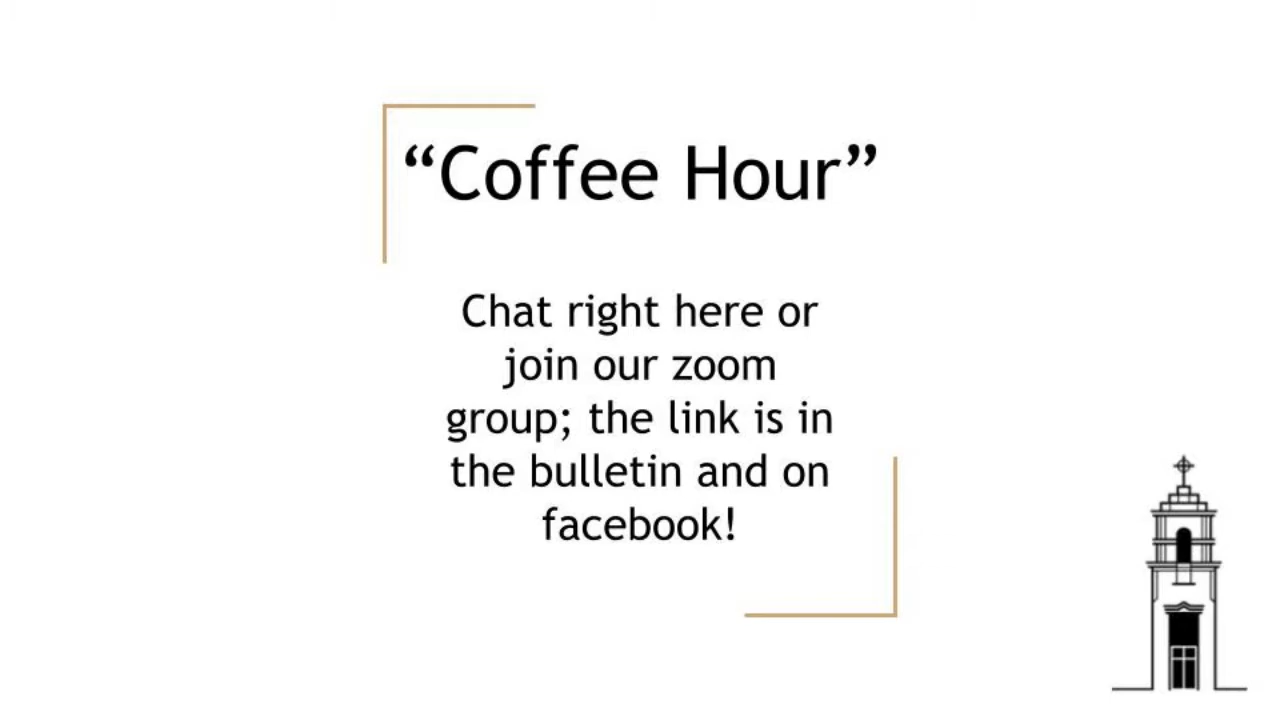 “Coffee Hour”
Chat right here or
join our zoom
group; the link is in
the bulletin and on
facebook!